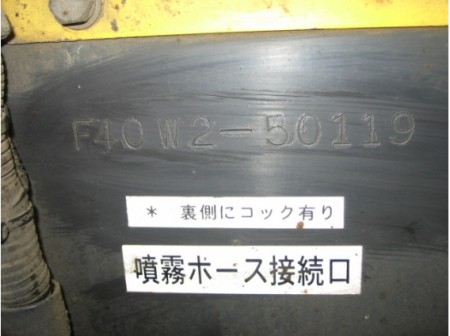 F40W2-50119
* 裏側にコック有り
噴霧ホース接続口